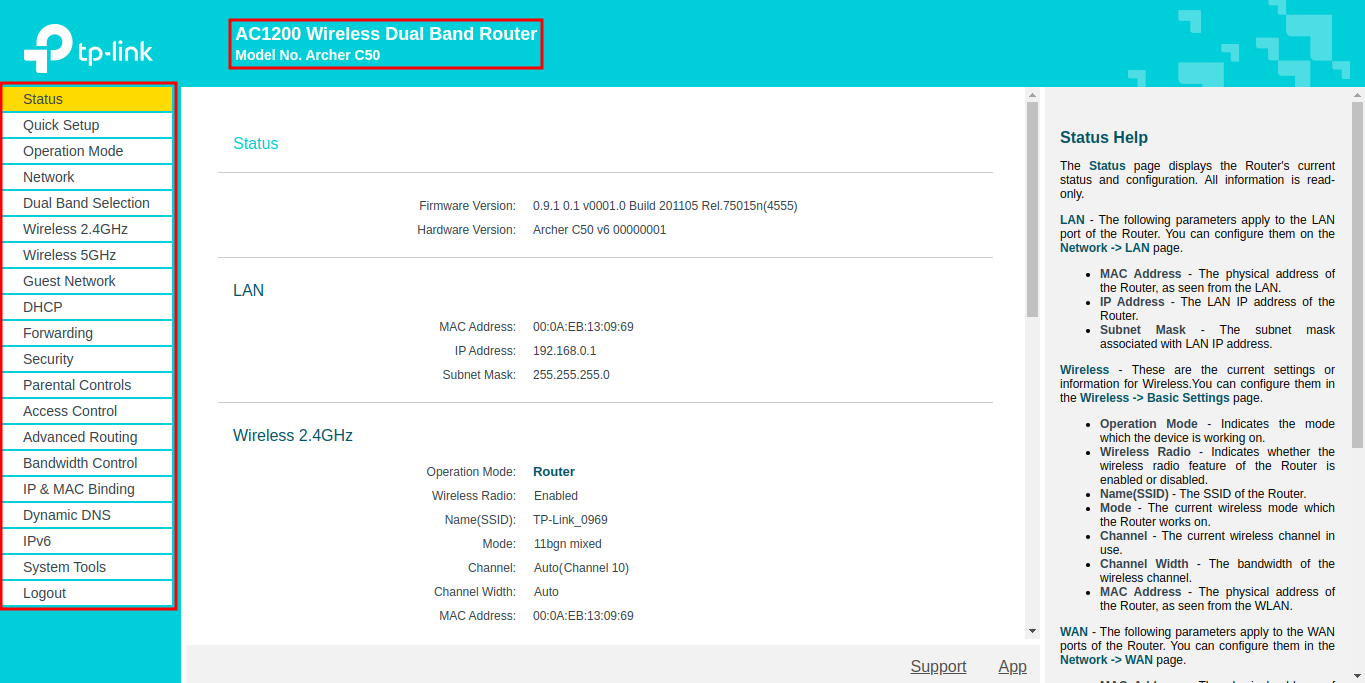 tp-link
AC1200 Wireless Dual Band Router
Model No. Archer C50
Status
Quick Setup
Operation Mode
Network
Dual Band Selection
Wireless 2.4GHz
Wireless 5GHz
Guest Network
DHCP
Forwarding
Security
Parental Controls
Access Control
Advanced Routing
Bandwidth Control
IP & MAC Binding
Dynamic DNS
IPv6
System Tools
Logout
Status
Firmware Version: 0.9.1 0.1 v0001.0 Build 201105 Rel.75015n(4555)
Hardware Version: Archer C50 v6 00000001
LAN
MAC Address: 00:0A:EB:13:09:69
IP Address: 192.168.0.1
Subnet Mask: 255.255.255.0
Wireless 2.4GHz
Operation Mode: Router
Wireless Radio: Enabled
Name(SSID): TP-Link_0969
Mode: 11bgn mixed
Channel: Auto(Channel 10)
Channel Width: Auto
MAC Address: 00:0A:EB:13:09:69
Support App
Status Help
The Status page displays the Router's current
status and configuration. All information is read-
only.
LAN - The following parameters apply to the LAN
port of the Router. You can configure them on the
Network -> LAN page.
• MAC Address - The physical address of
the Router, as seen from the LAN.
• IP Address - The LAN IP address of the
Router.
• Subnet Mask - The subnet mask
associated with LAN IP address.
Wireless - These are the current settings or
information for Wireless.You can configure them in
the Wireless -> Basic Settings page.
• Operation Mode - Indicates the mode
which the device is working on.
• Wireless Radio - Indicates whether the
wireless radio feature of the Router is
enabled or disabled.
• Name(SSID) - The SSID of the Router.
• Mode - The current wireless mode which
the Router works on.
• Channel - The current wireless channel in
use.
• Channel Width - The bandwidth of the
wireless channel.
• MAC Address - The physical address of
the Router, as seen from the WLAN.
WAN - The following parameters apply to the WAN
ports of the Router. You can configure them in the
Network -> WAN page.